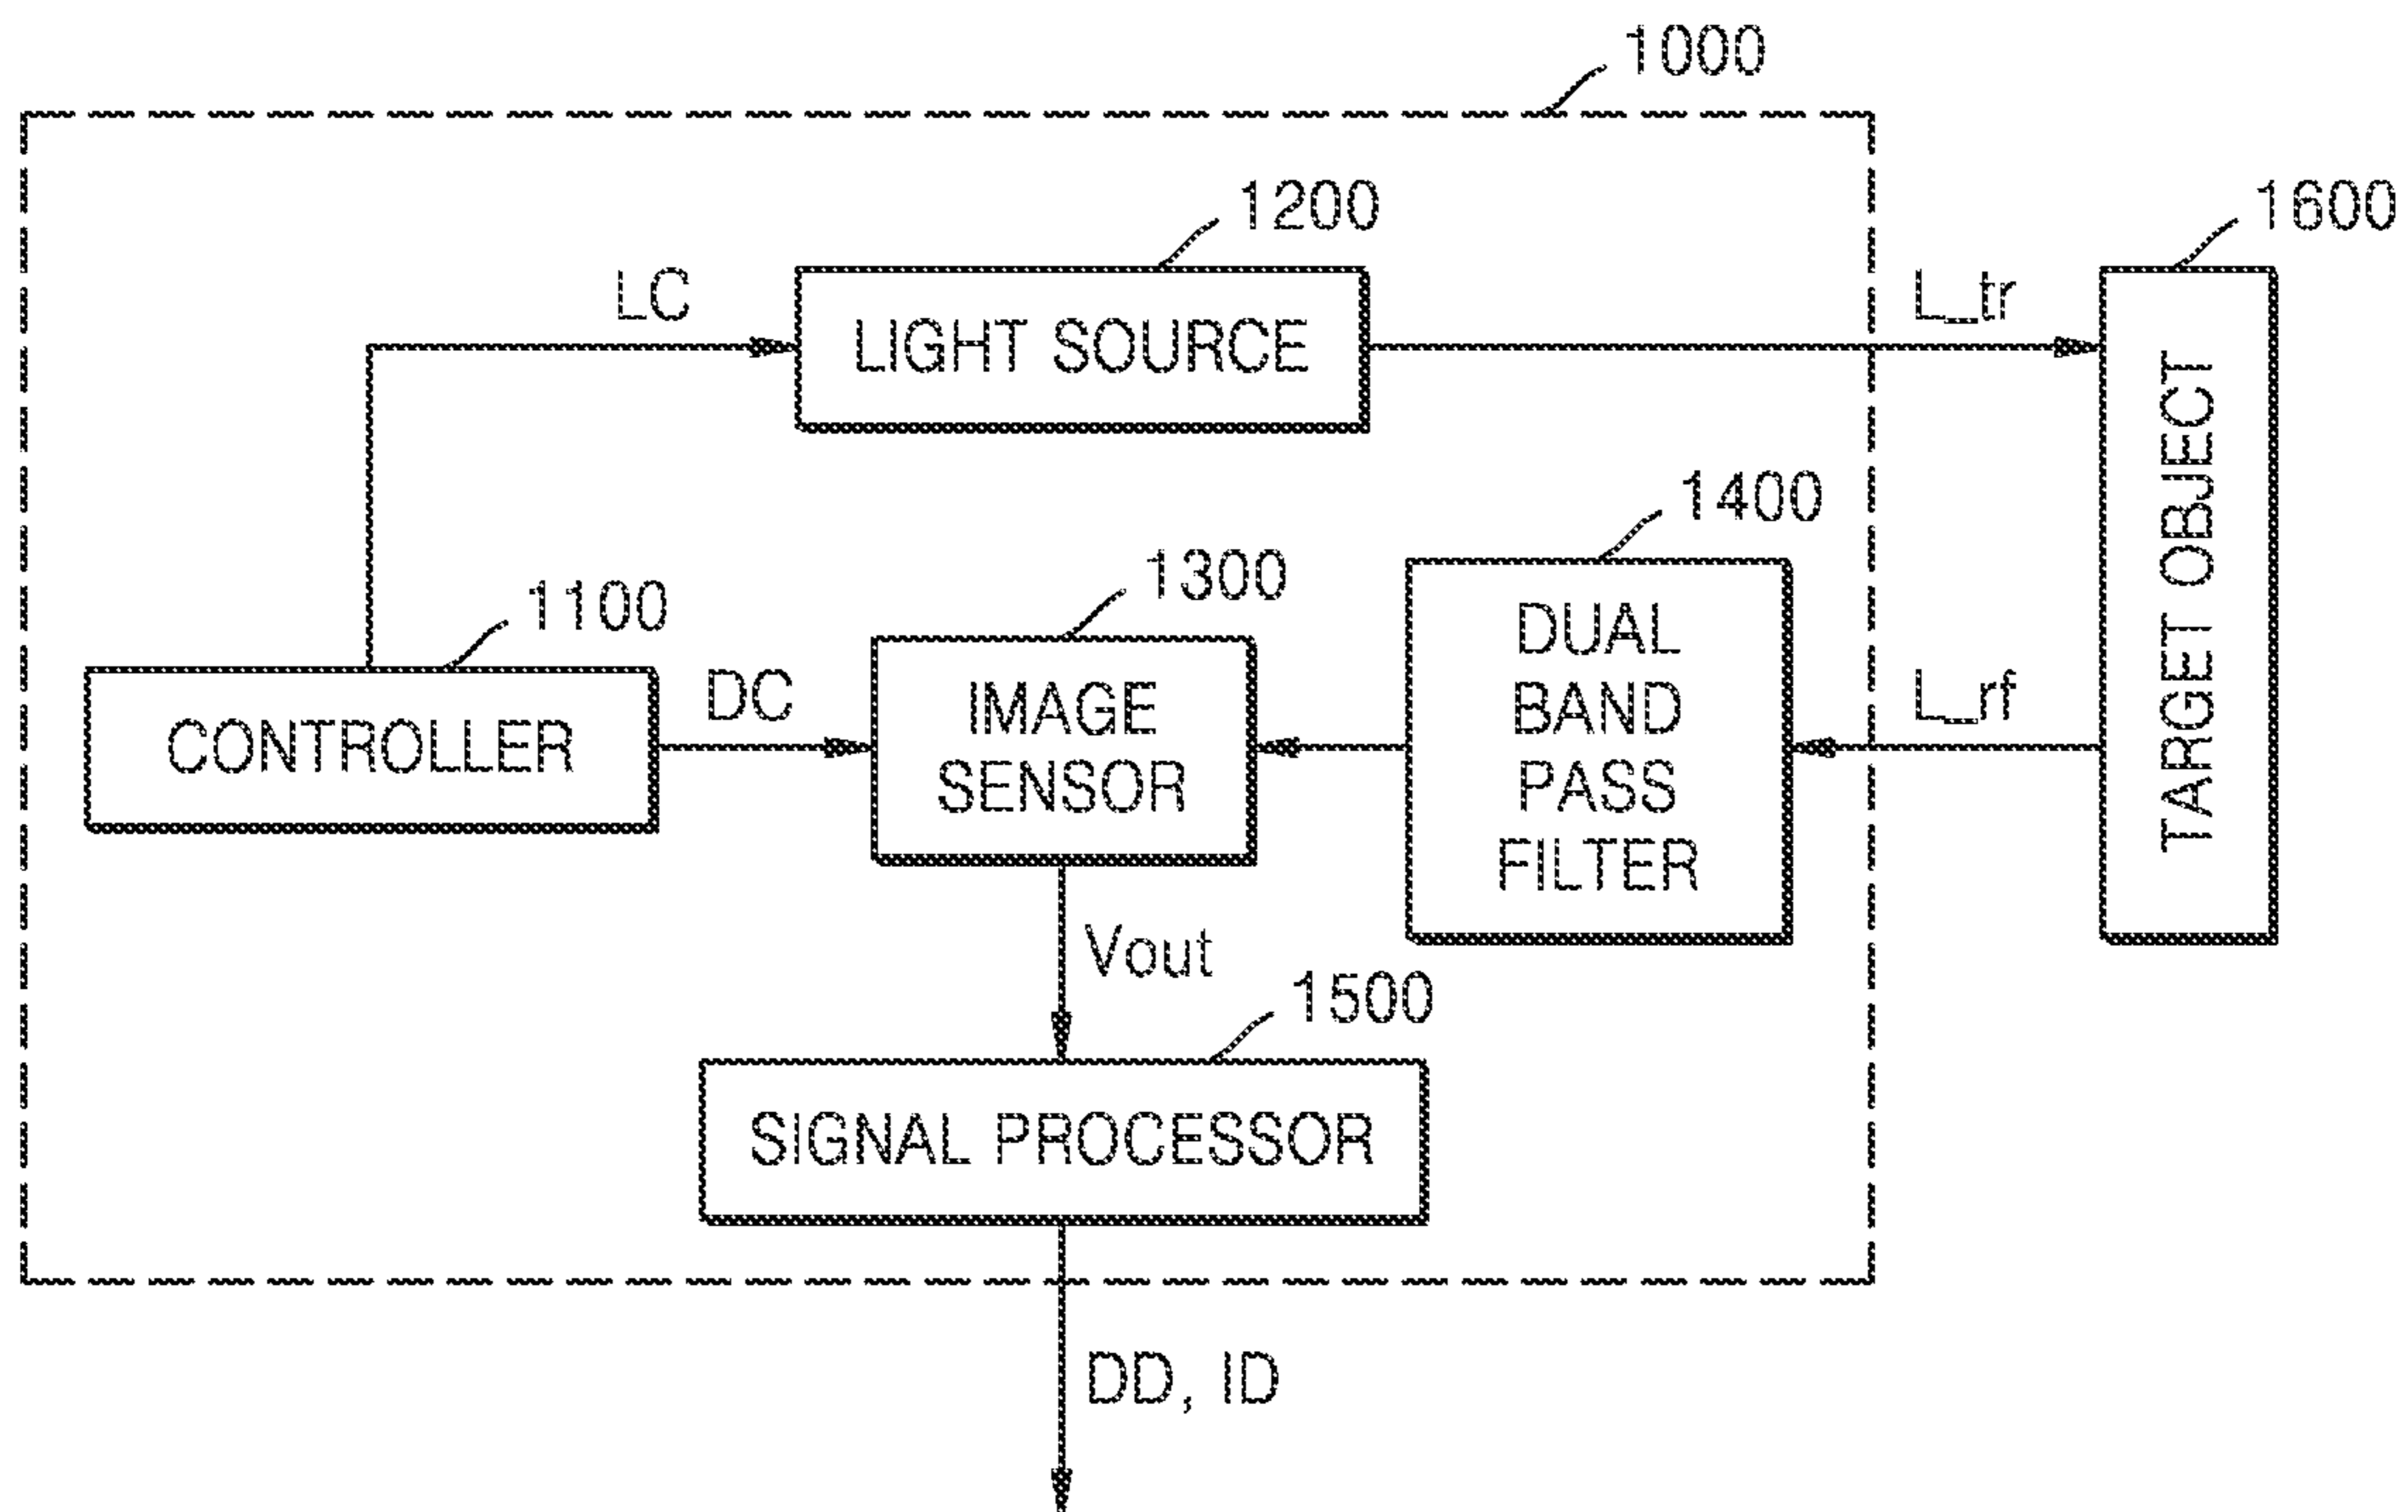 1000
1200
1600
LC
LIGHT SOURCE
L_tr
TARGET OBJECT
1400
1300
1100
DUAL
BAND
PASS
FILTER
IMAGE
SENSOR
DC
CONTROLLER
L_rf
Vout
1500
SIGNAL PROCESSOR
DD, ID